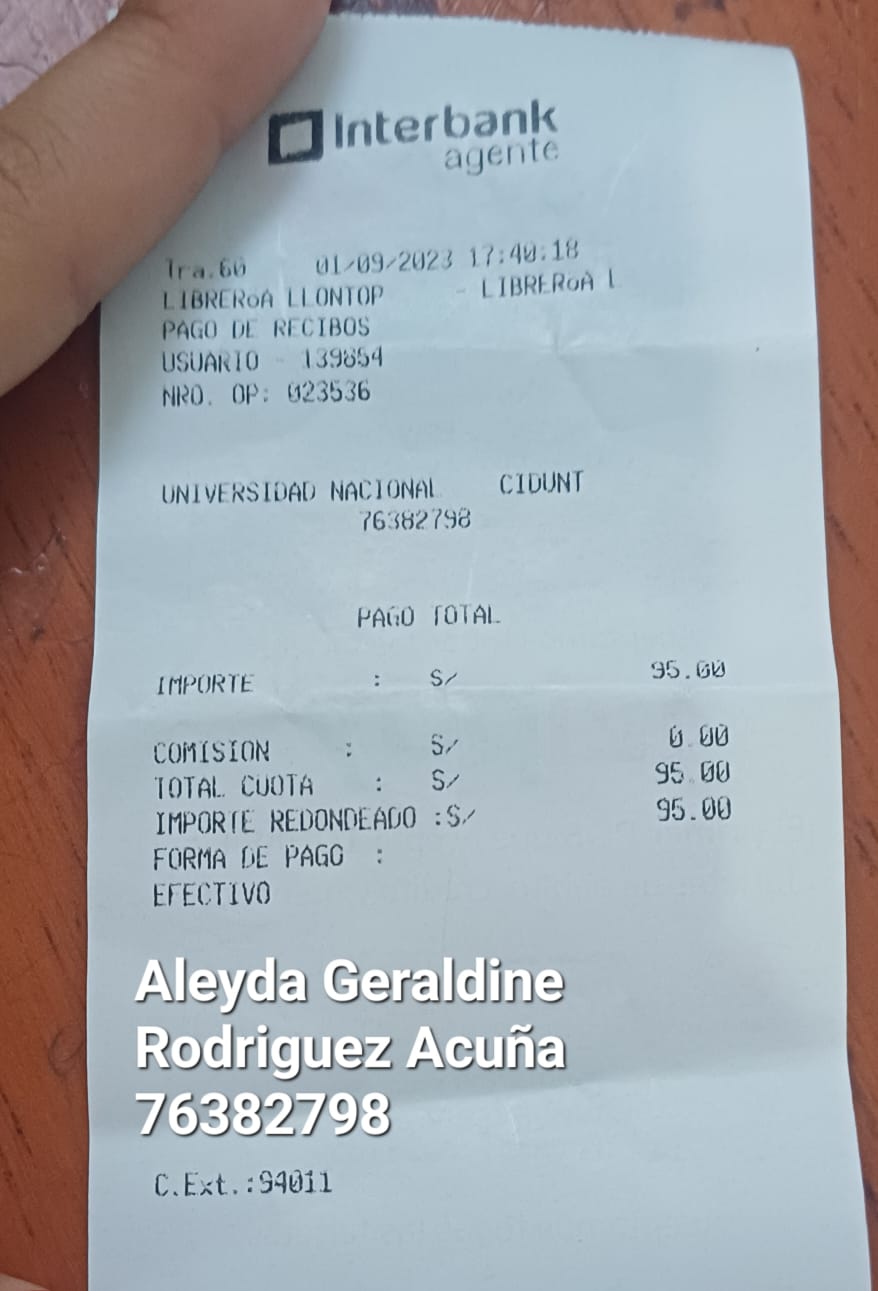 Interbank
agente
Tra.60 01/09/2023 17:40:18
LIBRERoA LLONTOP - LIBRERoA L
PAGO DE RECIBOS
USUARIO - 139854
NRO. OP: 023536
UNIVERSIDAD NACIONAL CIDUNT
76382798
PAGO TOTAL
IMPORTE : S/ 95.00
COMISION : S/ 0.00
TOTAL CUOTA : S/ 95.00
IMPORTE REDONDEADO :S/ 95.00
FORMA DE PAGO :
EFECTIVO
Aleyda Geraldine
Rodriguez Acuña
76382798
C.Ext.:94011